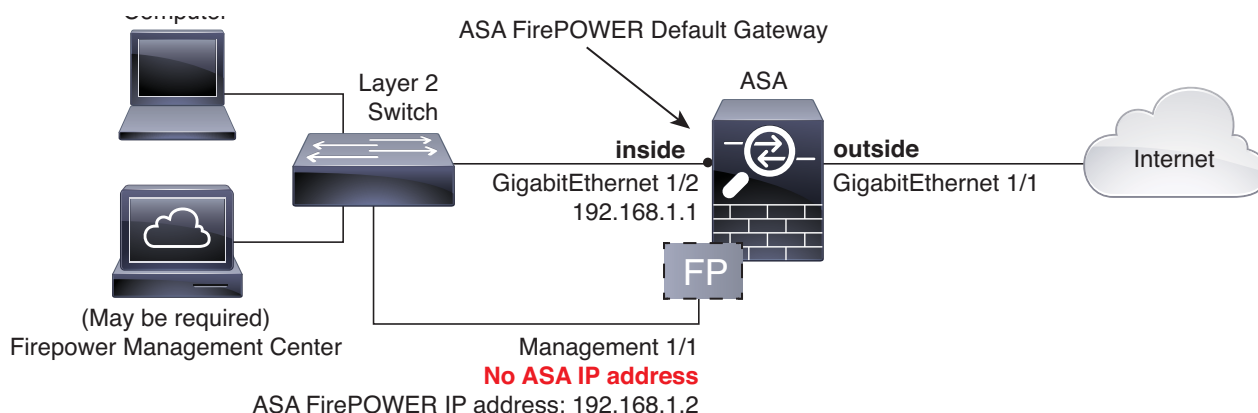 Computer
ASA FirePOWER Default Gateway
Layer 2
Switch
ASA
inside
outside
Internet
GigabitEthernet 1/2
GigabitEthernet 1/1
192.168.1.1
FP
(May be required)
Firepower Management Center
Management 1/1
No ASA IP address
ASA FirePOWER IP address: 192.168.1.2